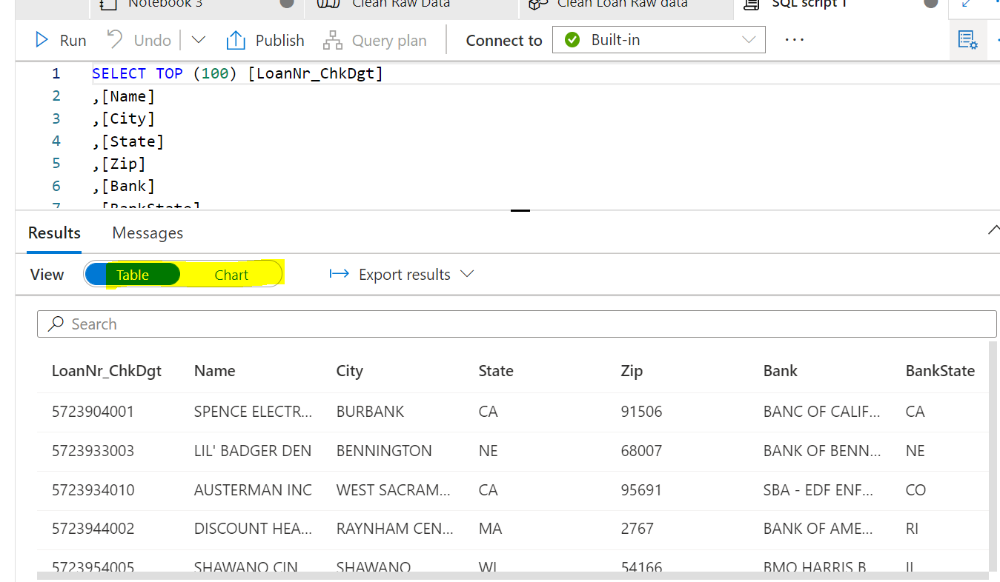 Notebook 3 Clean Raw Data Clean Loan Raw data SQL script 1
Run Undo Publish Query plan Connect to Built-in ...
1 SELECT TOP (100) [LoanNr_ChkDgt]
2 ,[Name]
3 ,[City]
4 ,[State]
5 ,[Zip]
6 ,[Bank]
7 ,[BankState]
Results Messages
View Table Chart Export results
Search
LoanNr_ChkDgt Name City State Zip Bank BankState
5723904001 SPENCE ELECTR... BURBANK CA 91506 BANC OF CALIF... CA
5723933003 LIL' BADGER DEN BENNINGTON NE 68007 BANK OF BENN... NE
5723934010 AUSTERMAN INC WEST SACRAM... CA 95691 SBA - EDF ENF... CO
5723944002 DISCOUNT HEA... RAYNHAM CEN... MA 2767 BANK OF AME... RI
5723954005 SHAWANO CIN SHAWANO WI 54166 BMO HARRIS B IL